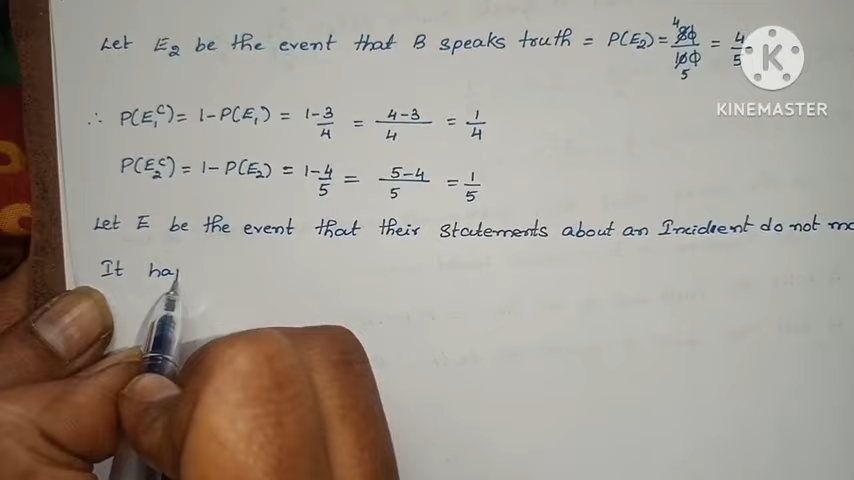 Let E₂ be the event that B speaks truth = P(E₂) = 80/100 = 4/5
4
5
KINEMASTER
∴ P(E₁ᶜ) = 1 - P(E₁) = 1 - 3/4 = 4-3/4 = 1/4
P(E₂ᶜ) = 1 - P(E₂) = 1 - 4/5 = 5-4/5 = 1/5
Let E be the event that their statements about an Incident do not
It ha